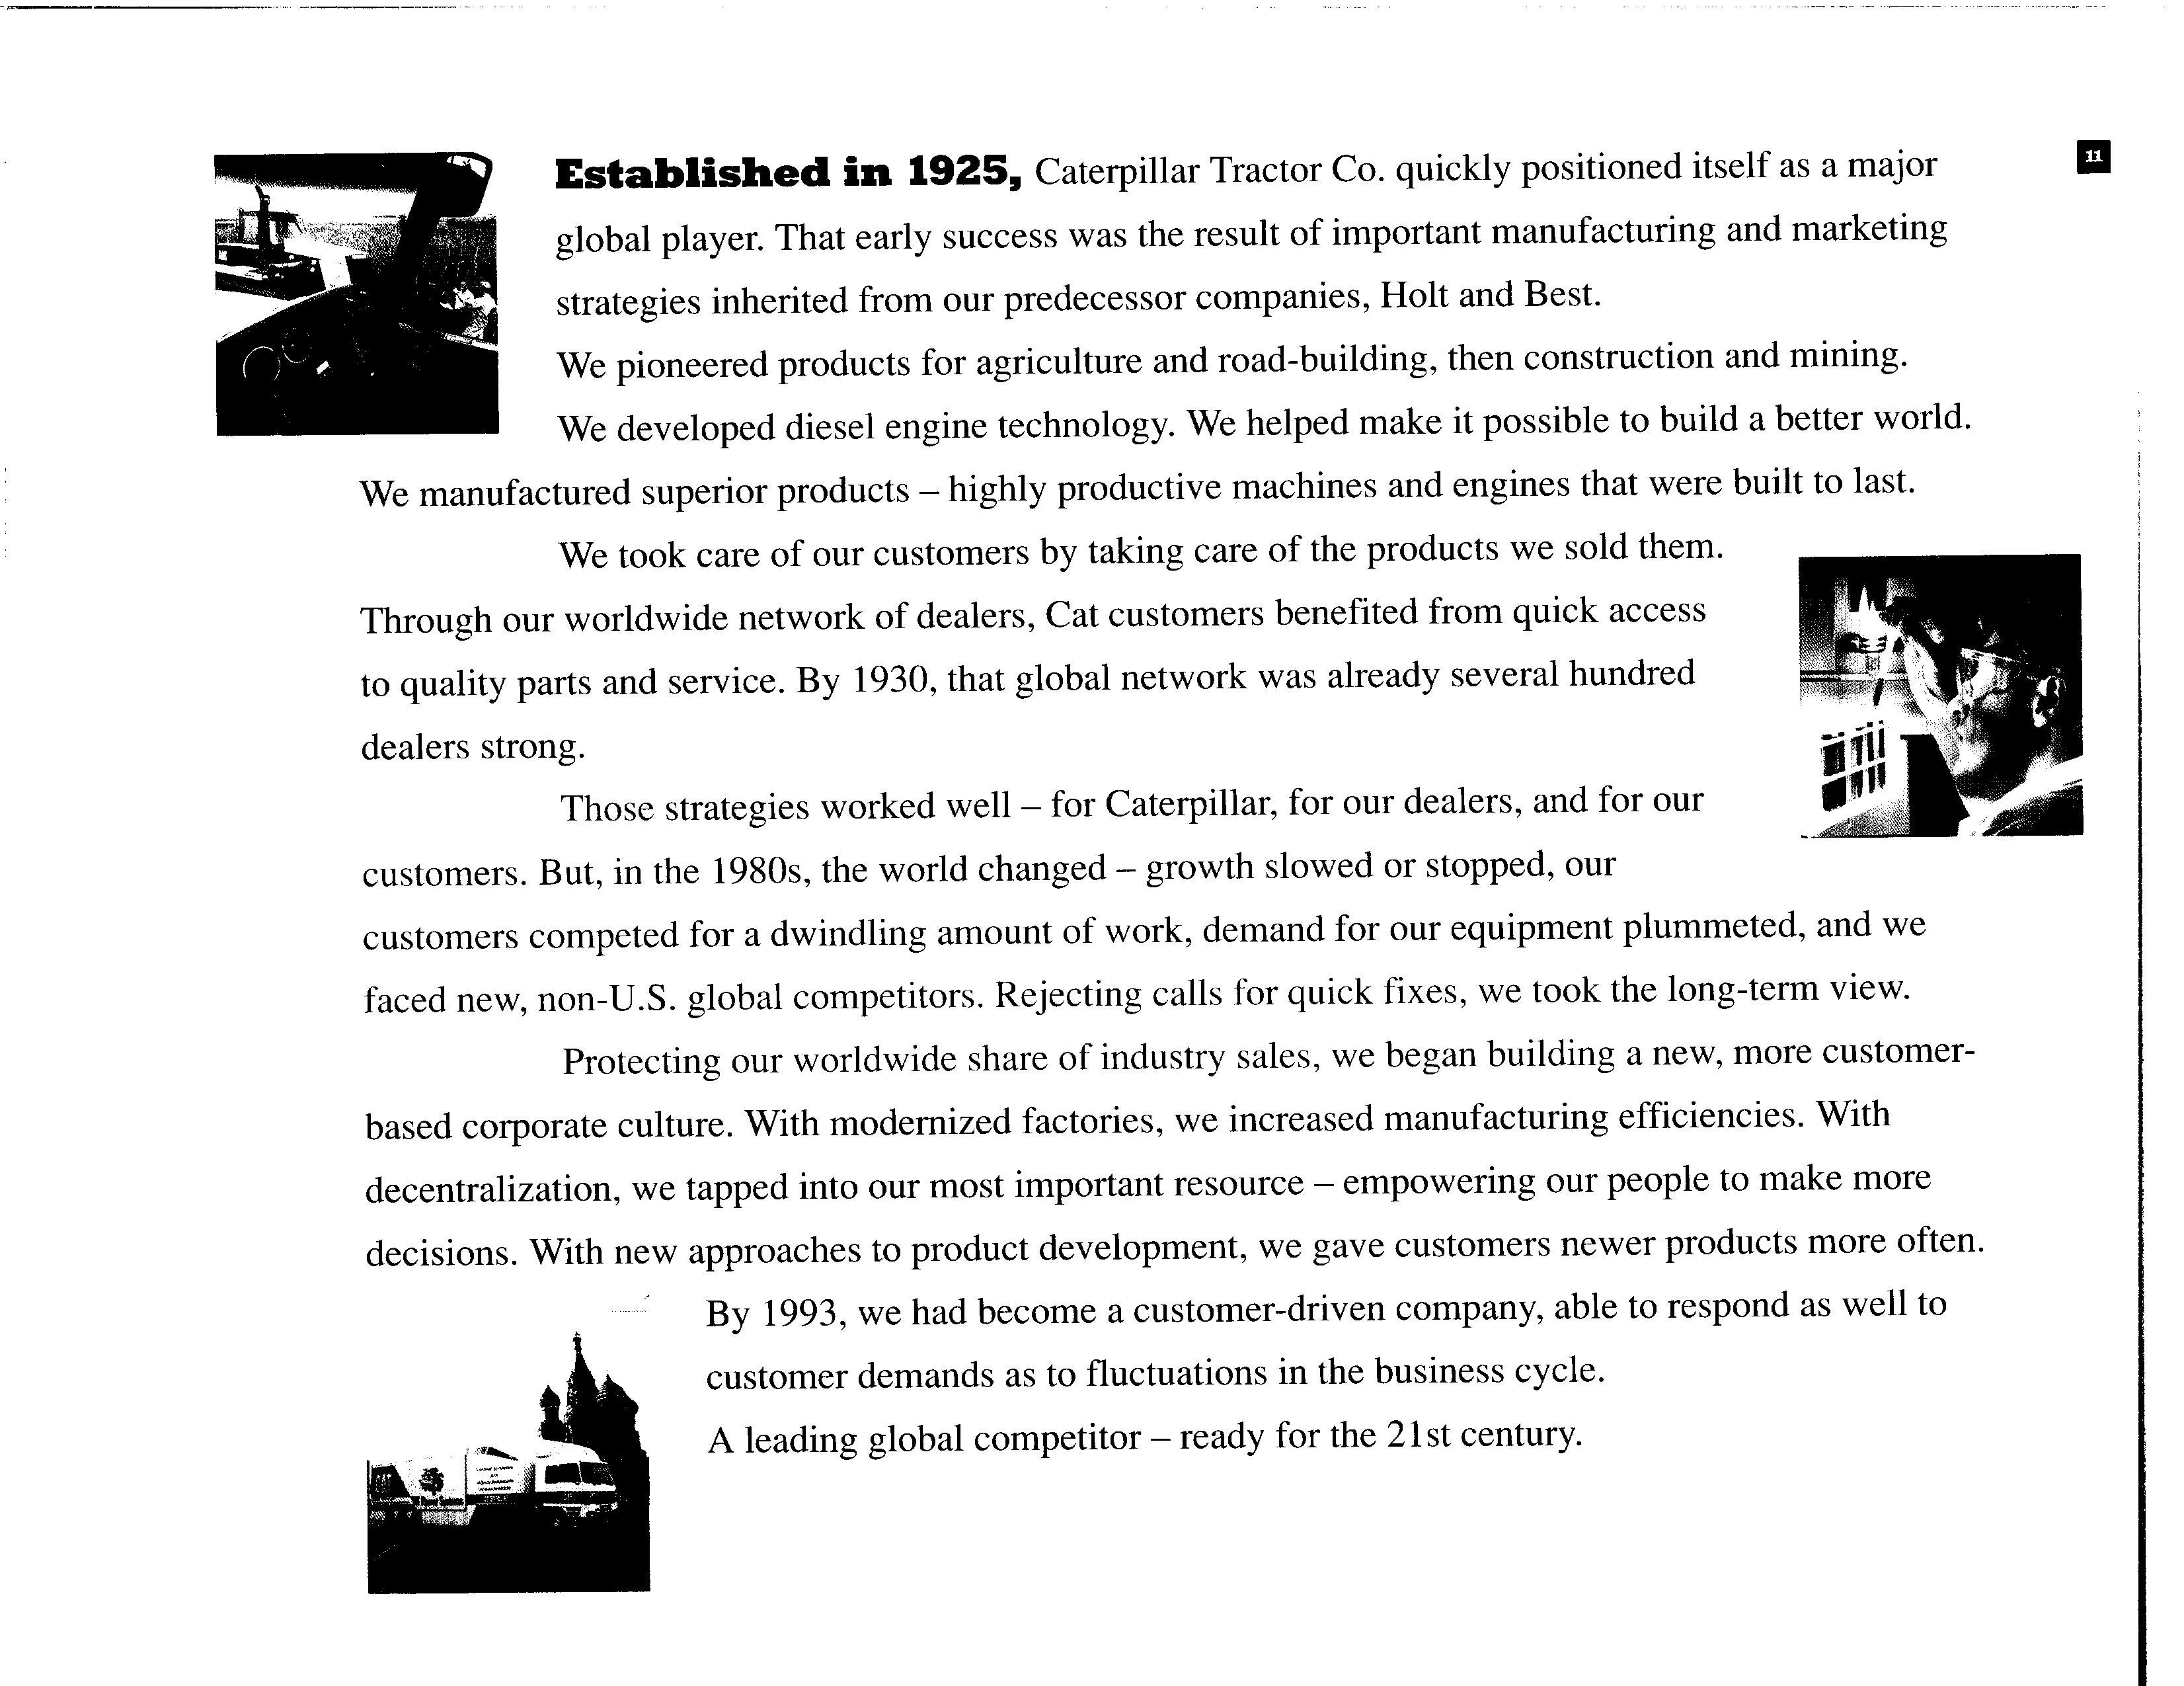 11
Established in 1925, Caterpillar Tractor Co. quickly positioned itself as a major
global player. That early success was the result of important manufacturing and marketing
strategies inherited from our predecessor companies, Holt and Best.
We pioneered products for agriculture and road-building, then construction and mining.
We developed diesel engine technology. We helped make it possible to build a better world.
We manufactured superior products – highly productive machines and engines that were built to last.
We took care of our customers by taking care of the products we sold them.
Through our worldwide network of dealers, Cat customers benefited from quick access
to quality parts and service. By 1930, that global network was already several hundred
dealers strong.
Those strategies worked well – for Caterpillar, for our dealers, and for our
customers. But, in the 1980s, the world changed – growth slowed or stopped, our
customers competed for a dwindling amount of work, demand for our equipment plummeted, and we
faced new, non-U.S. global competitors. Rejecting calls for quick fixes, we took the long-term view.
Protecting our worldwide share of industry sales, we began building a new, more customer-
based corporate culture. With modernized factories, we increased manufacturing efficiencies. With
decentralization, we tapped into our most important resource – empowering our people to make more
decisions. With new approaches to product development, we gave customers newer products more often.
By 1993, we had become a customer-driven company, able to respond as well to
customer demands as to fluctuations in the business cycle.
A leading global competitor – ready for the 21st century.
CAT